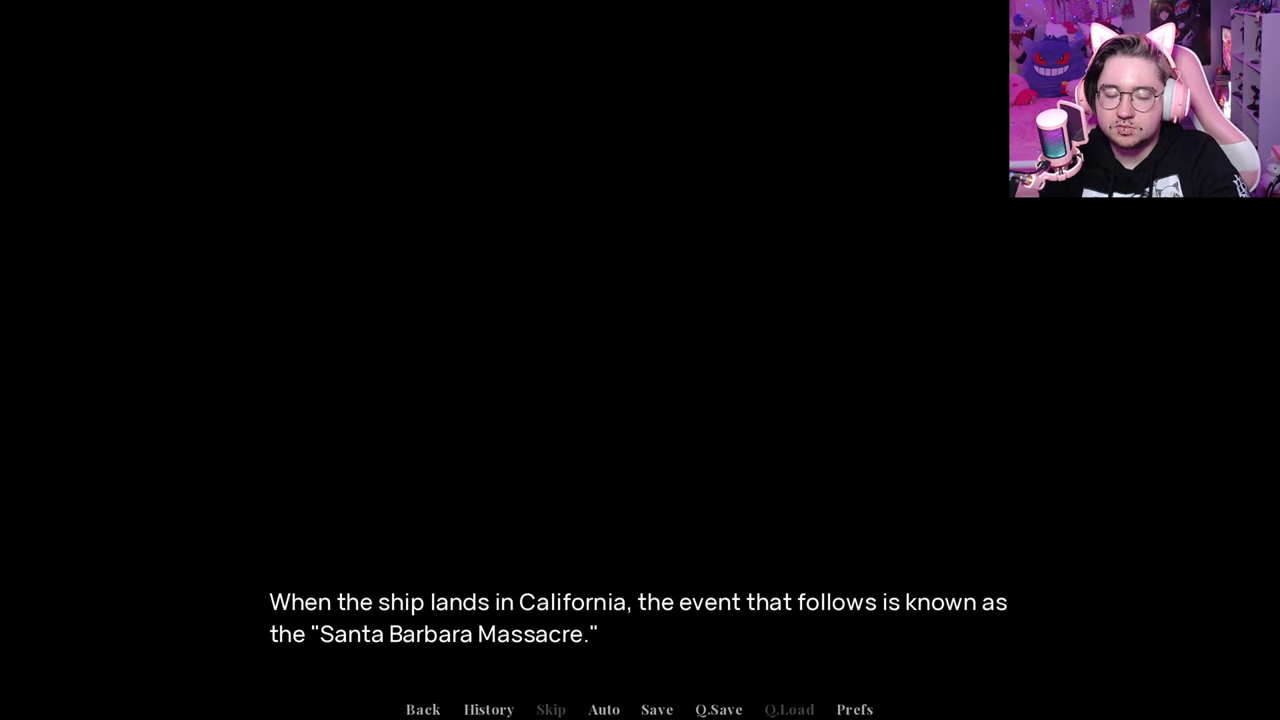 When the ship lands in California, the event that follows is known as
the "Santa Barbara Massacre."
Back History Skip Auto Save Q.Save Q.Load Prefs